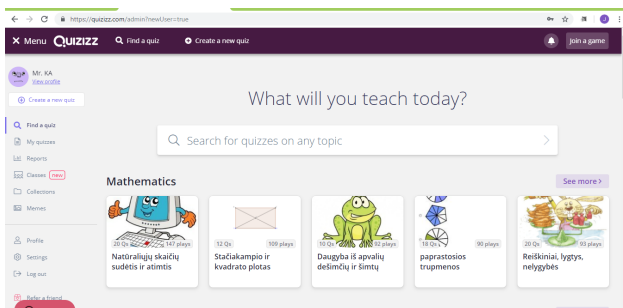 https://quizizz.com/admin?newUser=true
Menu QUIZIZZ Find a quiz Create a new quiz Join a game
Mr. KA
View profile
Create a new quiz
Find a quiz
My quizzes
Reports
Classes new
Collections
Memes
Profile
Settings
Log out
Refer a friend
What will you teach today?
Search for quizzes on any topic
Mathematics See more >
20 Qs 147 plays
Natūraliųjų skaičių
sudėtis ir atimtis
12 Qs 109 plays
Stačiakampio ir
kvadrato plotas
10 Qs 92 plays
Daugyba iš apvalių
dešimčių ir šimtų
18 Qs 90 plays
paprastosios
trupmenos
20 Qs 93 plays
Reiškiniai, lygtys,
nelygybės